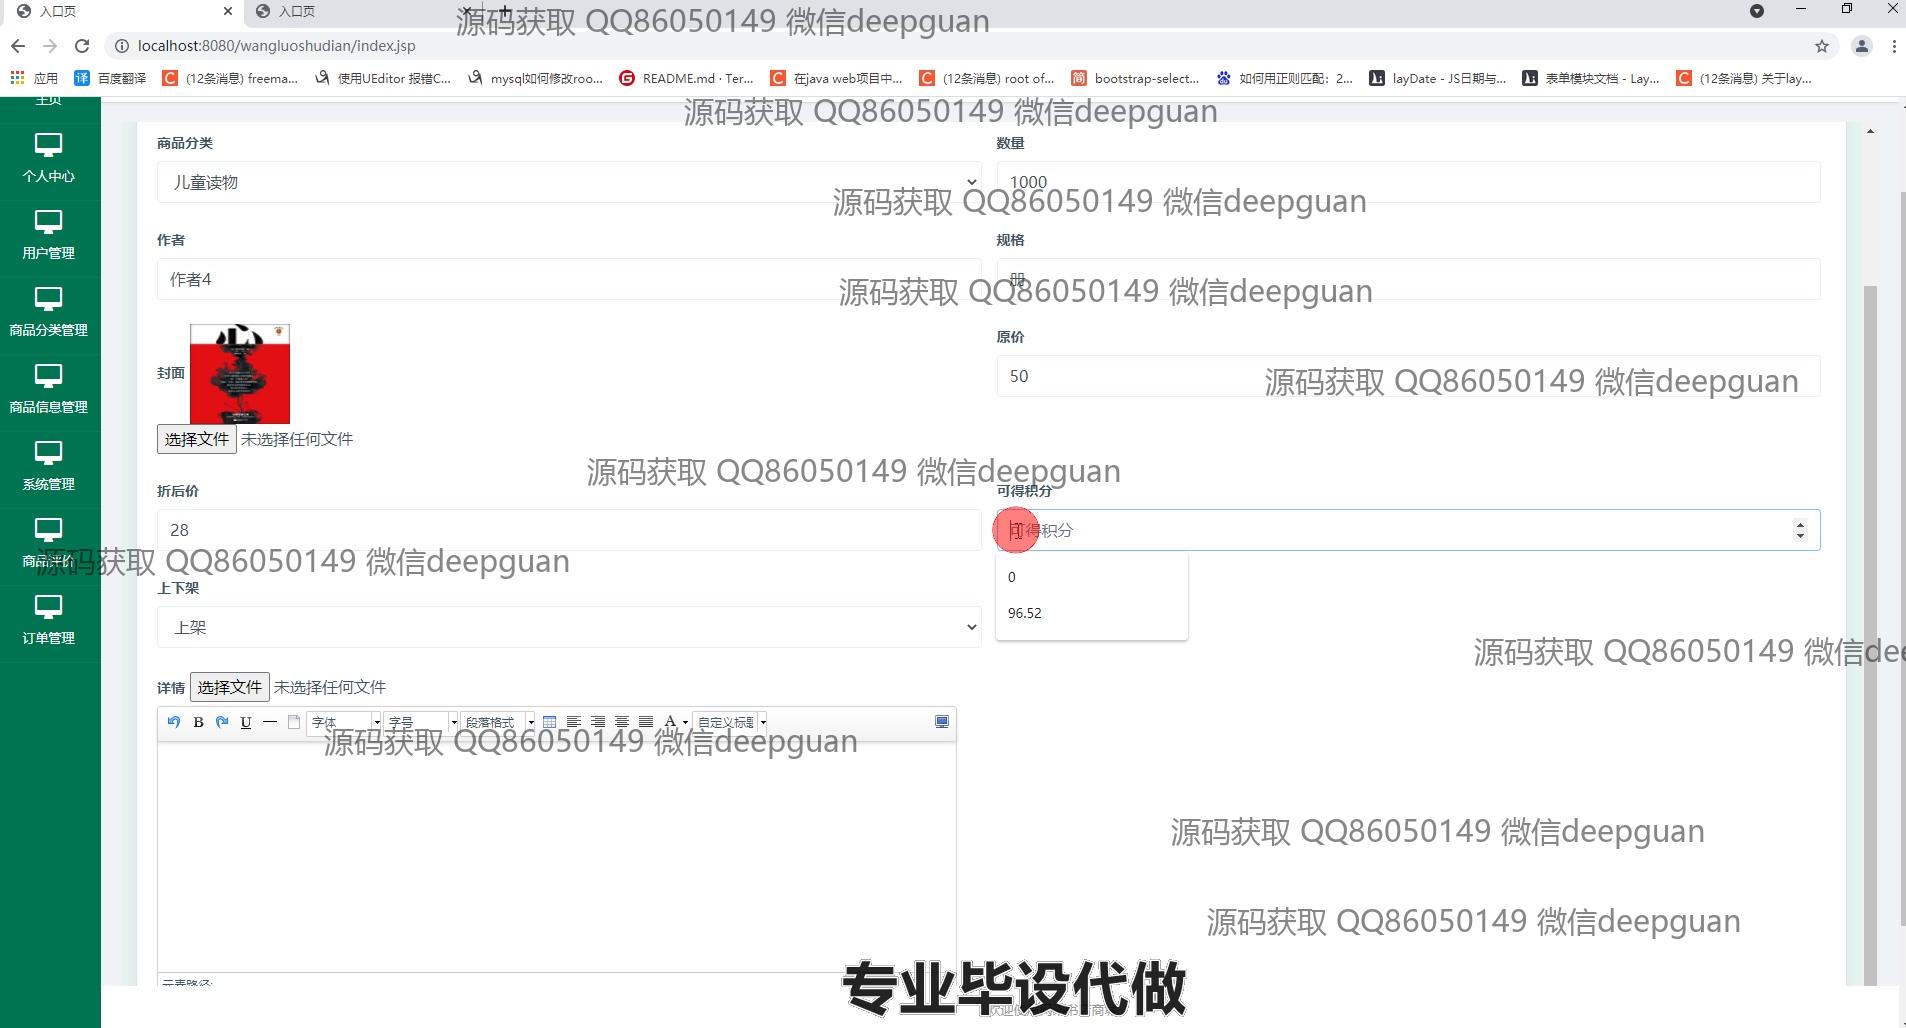 入口页
入口页
localhost:8080/wangluoshudian/index.jsp
应用
百度翻译
(12条消息) freema...
使用UEditor 报错C...
mysql如何修改roo...
README.md · Ter...
在java web项目中...
(12条消息) root of...
bootstrap-select...
如何用正则匹配：2...
layDate - JS日期与...
表单模块文档 - Lay...
(12条消息) 关于lay...
源码获取 QQ86050149 微信deepguan
源码获取 QQ86050149 微信deepguan
主页
个人中心
用户管理
商品分类管理
商品信息管理
系统管理
商品评价
订单管理
商品分类
儿童读物
数量
1000
源码获取 QQ86050149 微信deepguan
作者
作者4
规格
册
源码获取 QQ86050149 微信deepguan
封面
选择文件 未选择任何文件
原价
50
源码获取 QQ86050149 微信deepguan
源码获取 QQ86050149 微信deepguan
折后价
28
可得积分
可得积分
0
96.52
源码获取 QQ86050149 微信deepguan
上下架
上架
源码获取 QQ86050149 微信dee
详情 选择文件 未选择任何文件
B U 字体 字号 段落格式 A 自定义标题
源码获取 QQ86050149 微信deepguan
源码获取 QQ86050149 微信deepguan
源码获取 QQ86050149 微信deepguan
元素路径:
专业毕设代做